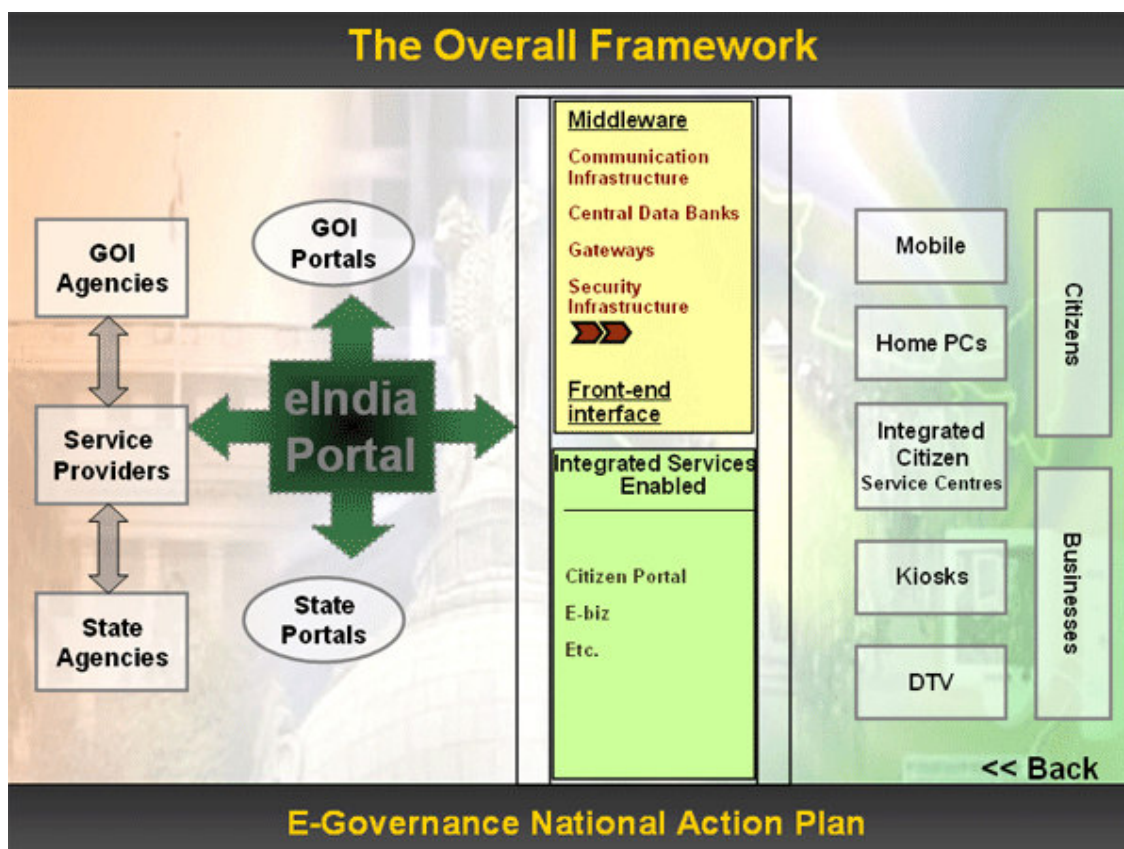 The Overall Framework
GOI
Agencies
Service
Providers
State
Agencies
GOI
Portals
eIndia
Portal
State
Portals
Middleware
Communication
Infrastructure
Central Data Banks
Gateways
Security
Infrastructure
Front-end
interface
Integrated Services
Enabled
Citizen Portal
E-biz
Etc.
Mobile
Home PCs
Integrated
Citizen
Service Centres
Kiosks
DTV
Citizens
Businesses
<< Back
E-Governance National Action Plan